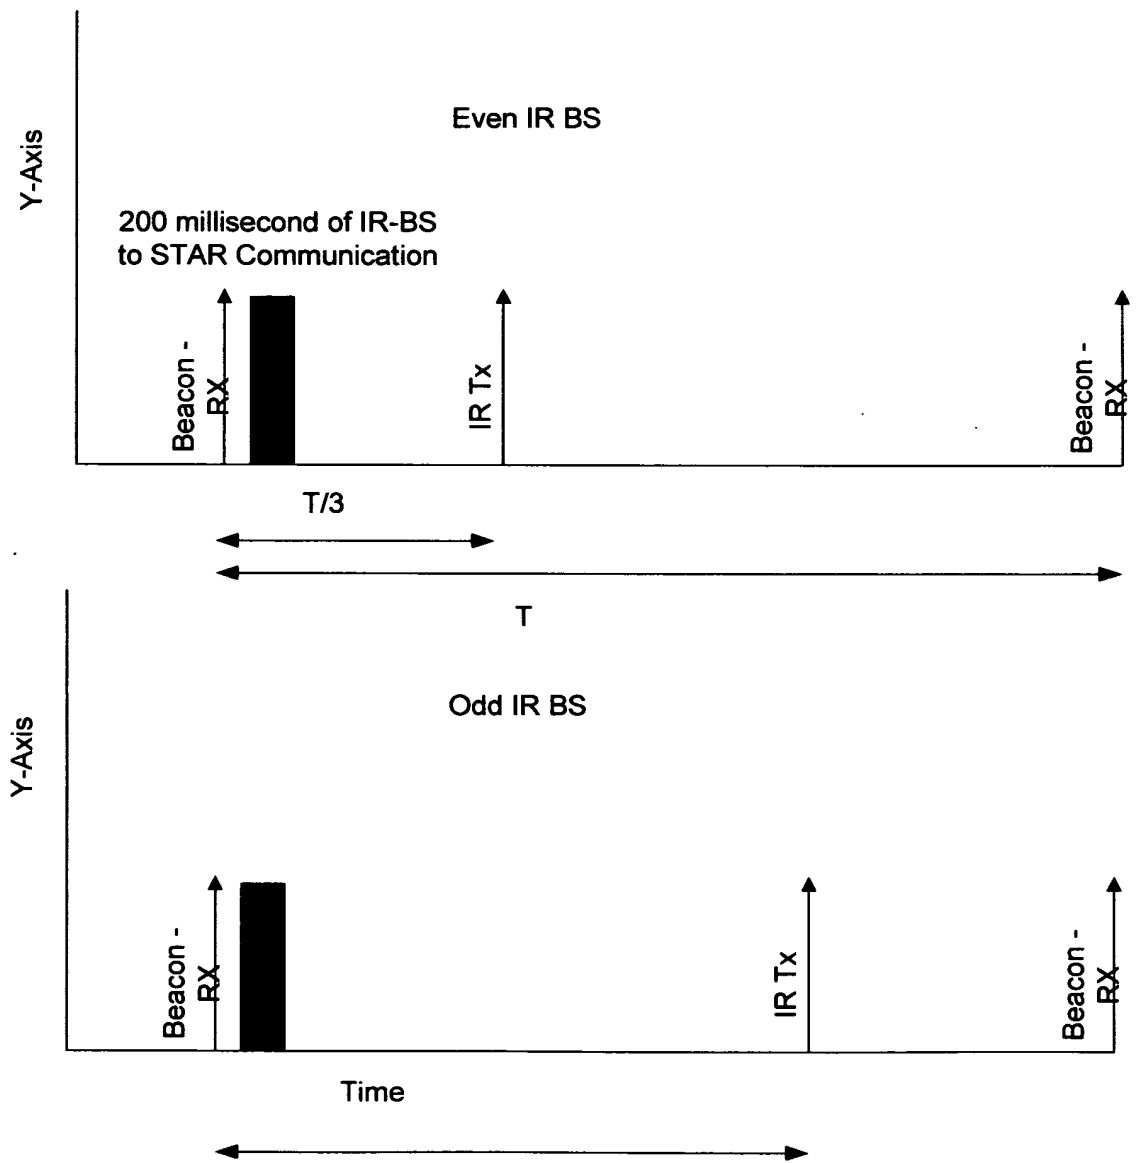 Even IR BS
Y-Axis
200 millisecond of IR-BS
to STAR Communication
Beacon -
RX
IR Tx
Beacon -
RX
T/3
T
Odd IR BS
Y-Axis
Beacon -
RX
IR Tx
Beacon -
RX
Time